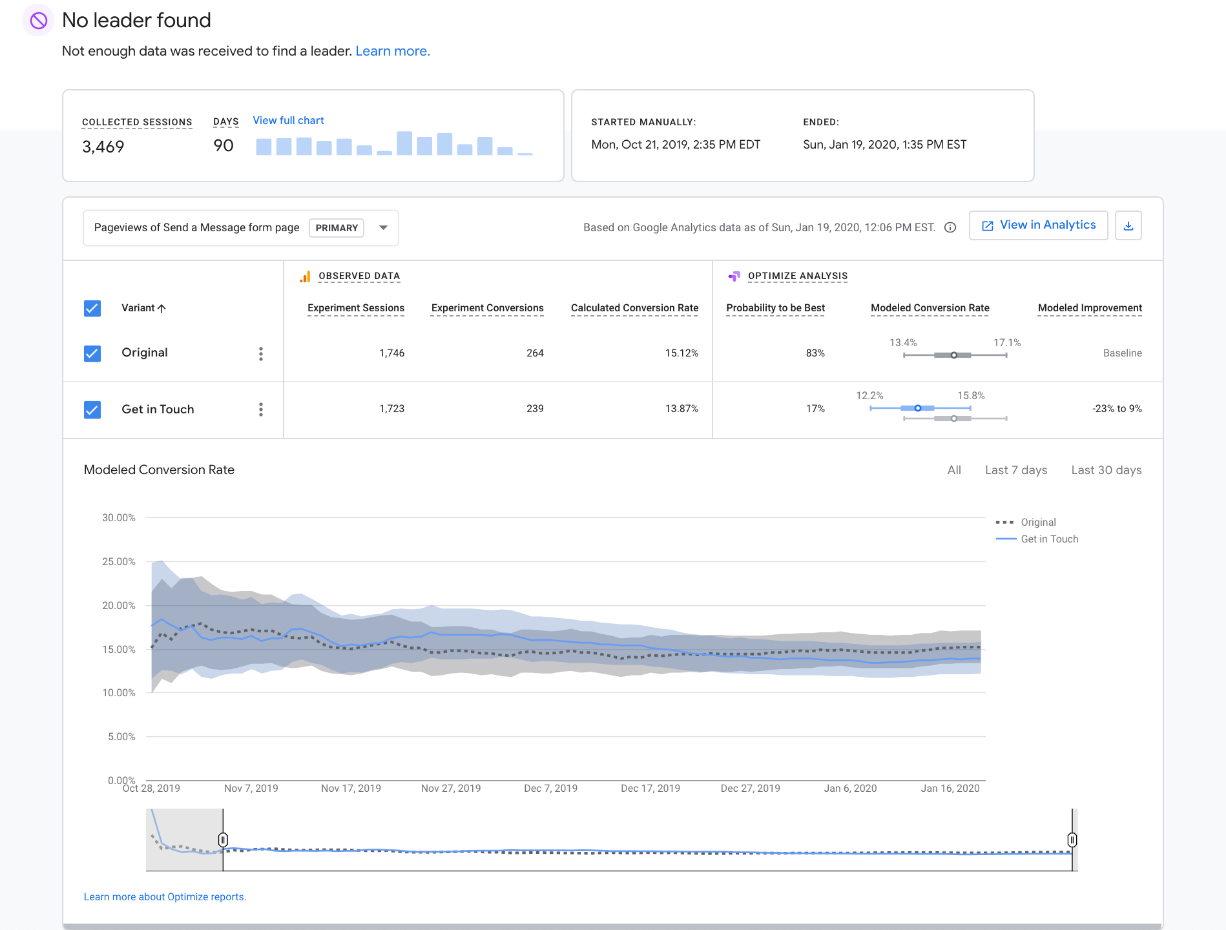 No leader found
Not enough data was received to find a leader. Learn more.
COLLECTED SESSIONS
3,469
DAYS
90
View full chart
STARTED MANUALLY:
Mon, Oct 21, 2019, 2:35 PM EDT
ENDED:
Sun, Jan 19, 2020, 1:35 PM EST
Pageviews of Send a Message form page PRIMARY
Based on Google Analytics data as of Sun, Jan 19, 2020, 12:06 PM EST.
View in Analytics
OBSERVED DATA
OPTIMIZE ANALYSIS
Variant
Experiment Sessions
Experiment Conversions
Calculated Conversion Rate
Probability to be Best
Modeled Conversion Rate
Modeled Improvement
Original
1,746
264
15.12%
83%
13.4%
17.1%
Baseline
Get in Touch
1,723
239
13.87%
17%
12.2%
15.8%
-23% to 9%
Modeled Conversion Rate
All
Last 7 days
Last 30 days
30.00%
25.00%
20.00%
15.00%
10.00%
5.00%
0.00%
Original
Get in Touch
Oct 28, 2019
Nov 7, 2019
Nov 17, 2019
Nov 27, 2019
Dec 7, 2019
Dec 17, 2019
Dec 27, 2019
Jan 6, 2020
Jan 16, 2020
Learn more about Optimize reports.